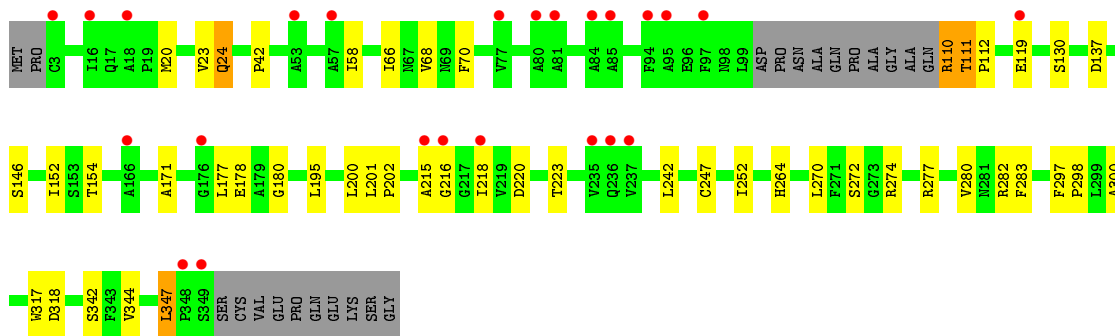 MET PRO C3 I16 Q17 A18 P19 M20 V23 Q24 P42 A53 A57 I58 I66 N67 V68 N69 F70 V77 A80 A81 A84 A85 F94 A95 E96 F97 N98 L99 ASP PRO ASN ALA GLN PRO ALA GLY ALA GLN R110 T111 P112 E119 S130 D137
S146 I152 S153 T154 A166 A171 G176 L177 E178 A179 G180 L195 L200 L201 P202 A215 G216 G217 I218 V219 D220 T223 V235 Q236 V237 L242 C247 I252 H264 L270 F271 S272 G273 R274 R277 V280 N281 R282 F283 F297 P298 L299 A300
W317 D318 S342 F343 V344 L347 P348 S349 SER CYS VAL GLU PRO GLN GLU LYS SER GLY